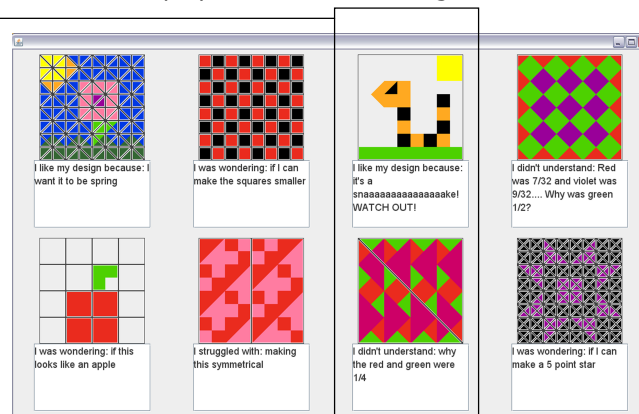 I like my design because: I
want it to be spring
I was wondering: if I can
make the squares smaller
I like my design because:
it's a
snaaaaaaaaaaaaaaake!
WATCH OUT!
I didn't understand: Red
was 7/32 and violet was
9/32.... Why was green
1/2?
I was wondering: if this
looks like an apple
I struggled with: making
this symmetrical
I didn't understand: why
the red and green were
1/4
I was wondering: if I can
make a 5 point star